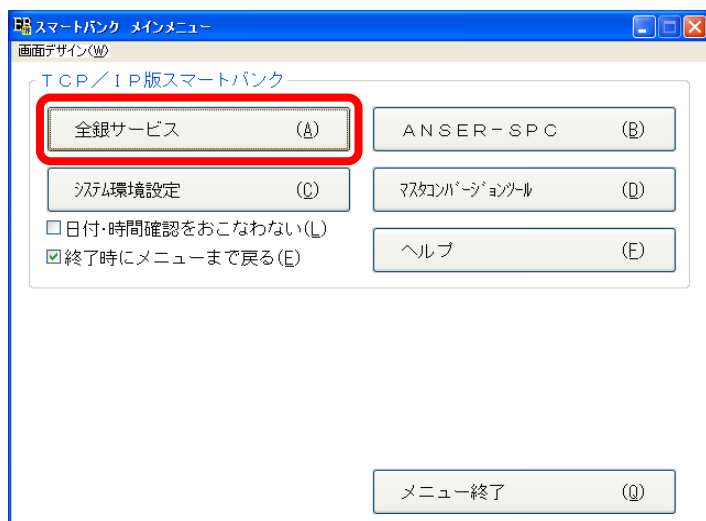 スマートバンク メインメニュー
画面デザイン(W)
TCP/IP版スマートバンク
全銀サービス (A)
ANSER-SPC (B)
システム環境設定 (C)
マスタコンバージョンツール (D)
日付・時間確認をおこなわない(L)
終了時にメニューまで戻る(E)
ヘルプ (F)
メニュー終了 (Q)